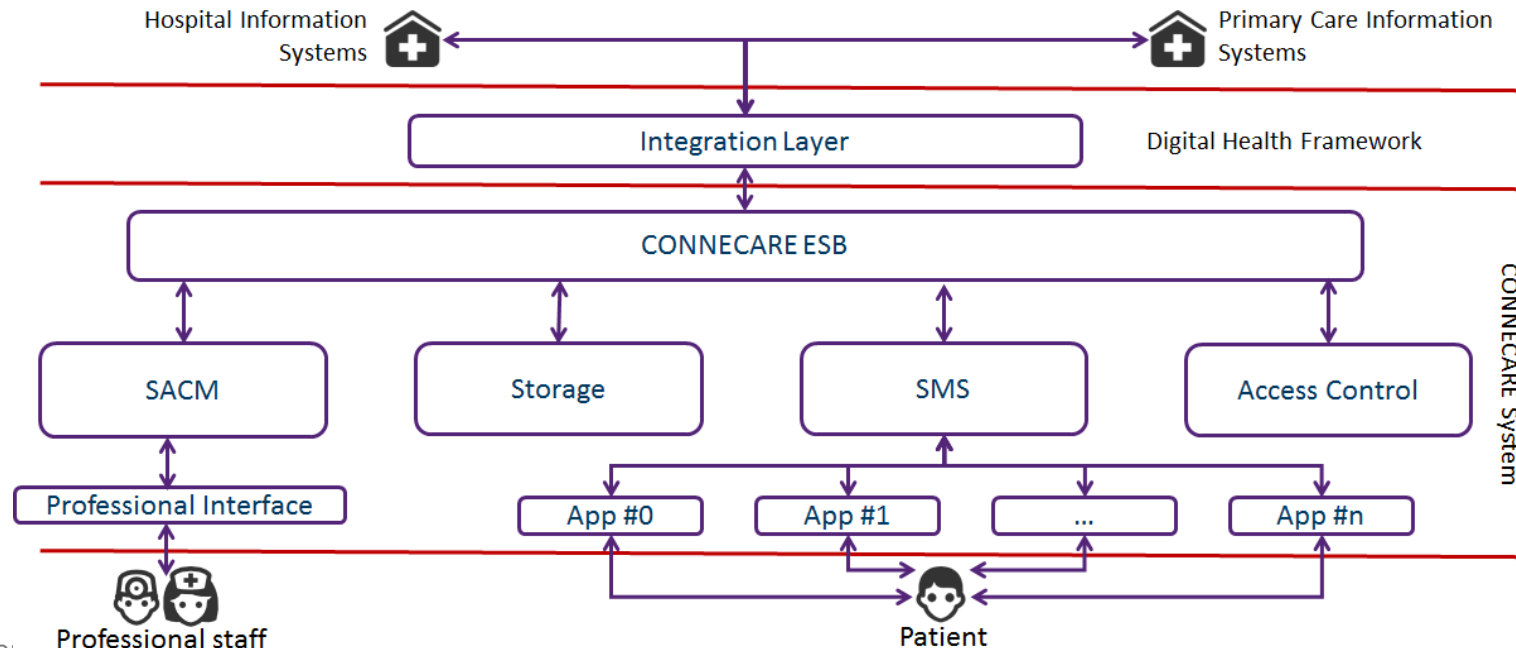 Hospital Information
Systems
Primary Care Information
Systems
Integration Layer
Digital Health Framework
CONNECARE ESB
CONNECARE System
SACM
Storage
SMS
Access Control
Professional Interface
App #0
App #1
...
App #n
Professional staff
Patient